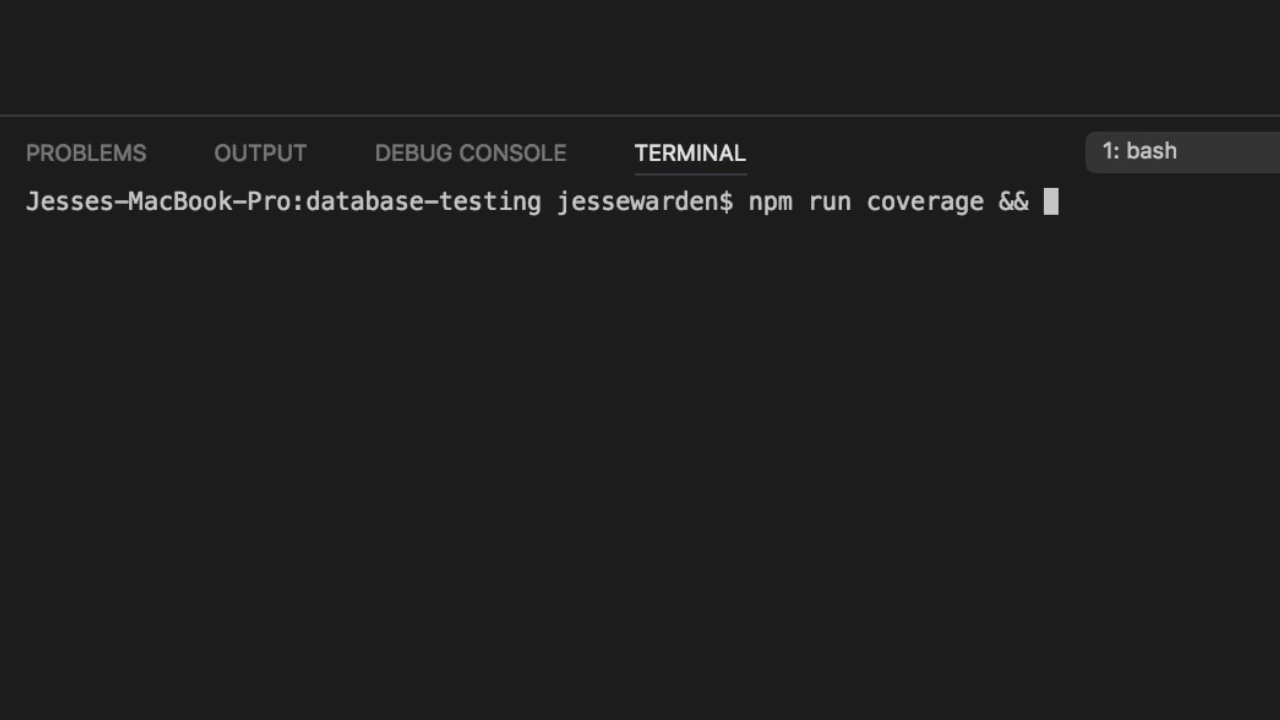 PROBLEMS OUTPUT DEBUG CONSOLE TERMINAL 1: bash
Jesses-MacBook-Pro:database-testing jessewarden$ npm run coverage &&